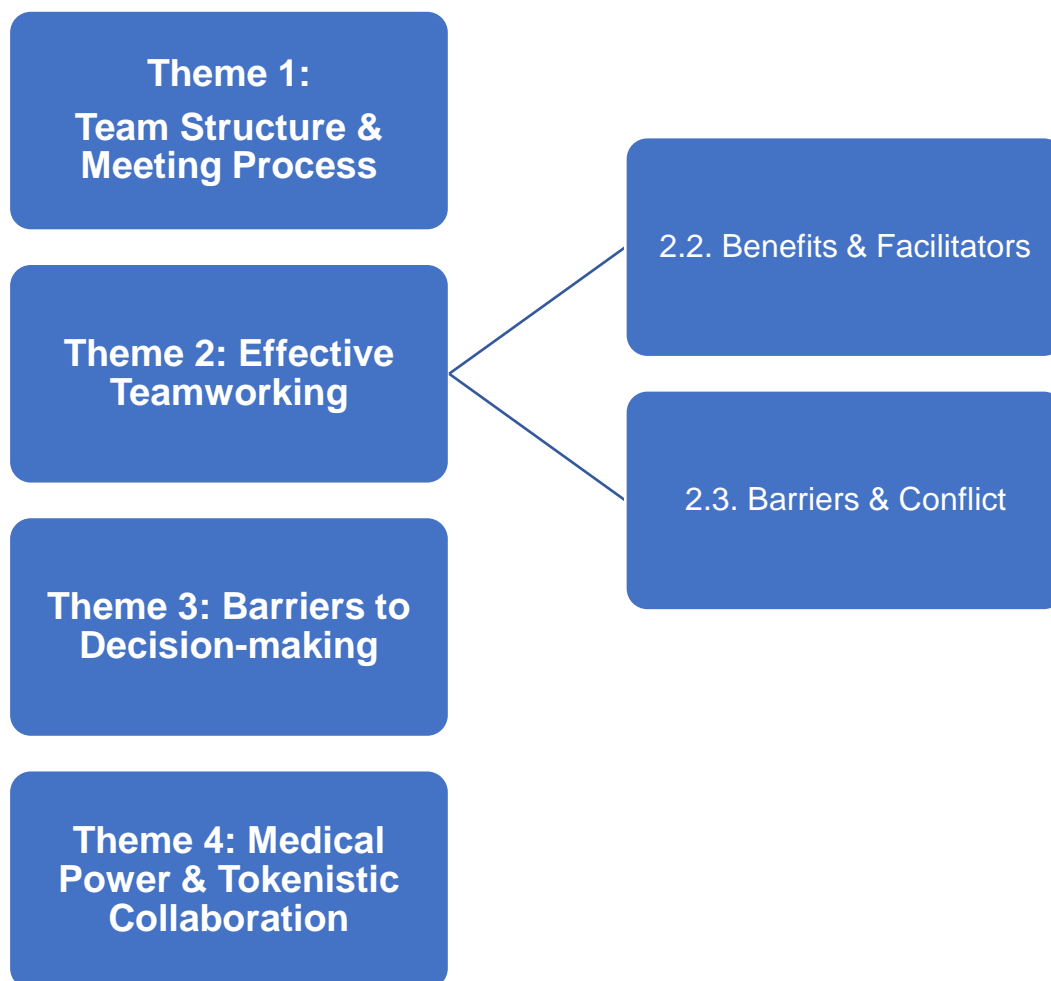 Theme 1:
Team Structure &
Meeting Process
Theme 2: Effective
Teamworking
2.2. Benefits & Facilitators
2.3. Barriers & Conflict
Theme 3: Barriers to
Decision-making
Theme 4: Medical
Power & Tokenistic
Collaboration